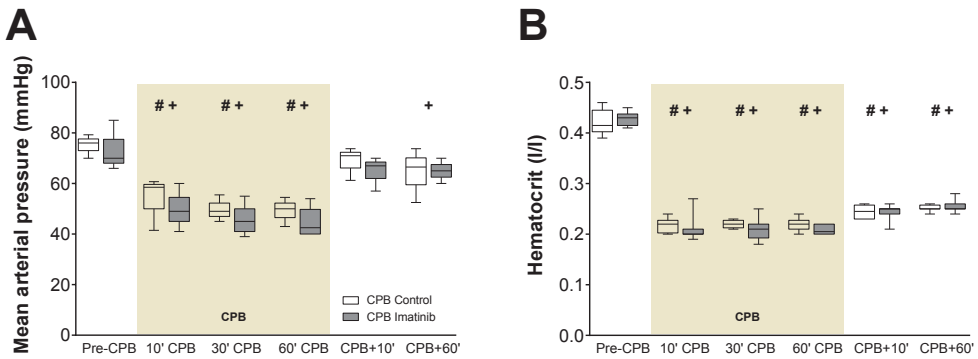 A
Mean arterial pressure (mmHg)
100
80
60
40
20
0
# +
# +
# +
+
CPB
CPB Control
CPB Imatinib
Pre-CPB 10' CPB 30' CPB 60' CPB CPB+10' CPB+60'
B
Hematocrit (l/l)
0.5
0.4
0.3
0.2
0.1
0.0
# +
# +
# +
# +
# +
CPB
Pre-CPB 10' CPB 30' CPB 60' CPB CPB+10' CPB+60'